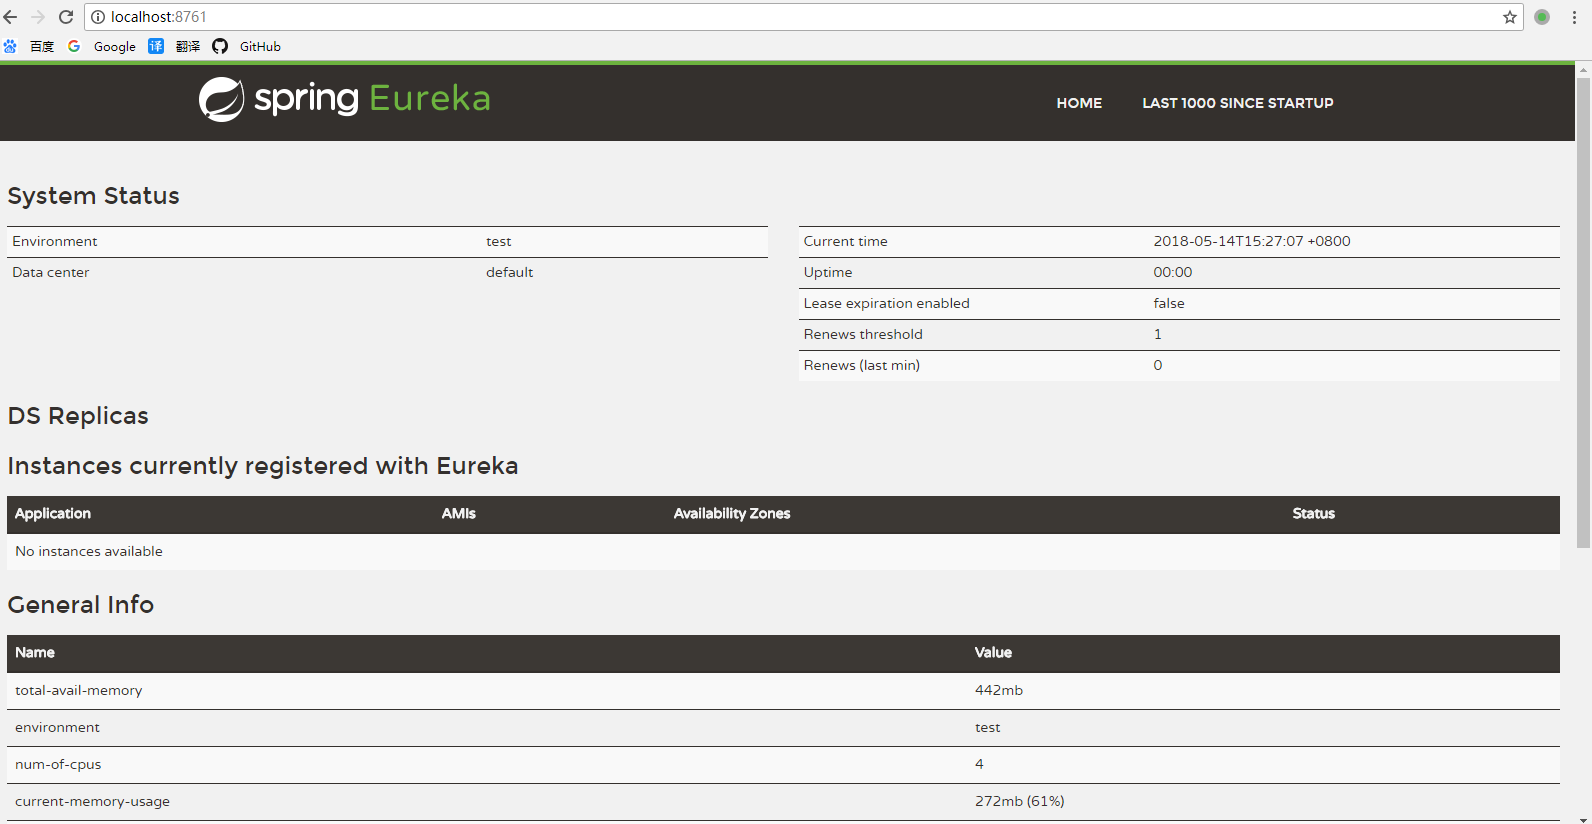 localhost:8761
百度 Google 译 翻译 GitHub
spring Eureka
HOME LAST 1000 SINCE STARTUP
System Status
Environment test
Data center default
Current time 2018-05-14T15:27:07 +0800
Uptime 00:00
Lease expiration enabled false
Renews threshold 1
Renews (last min) 0
DS Replicas
Instances currently registered with Eureka
Application AMIs Availability Zones Status
No instances available
General Info
Name Value
total-avail-memory 442mb
environment test
num-of-cpus 4
current-memory-usage 272mb (61%)